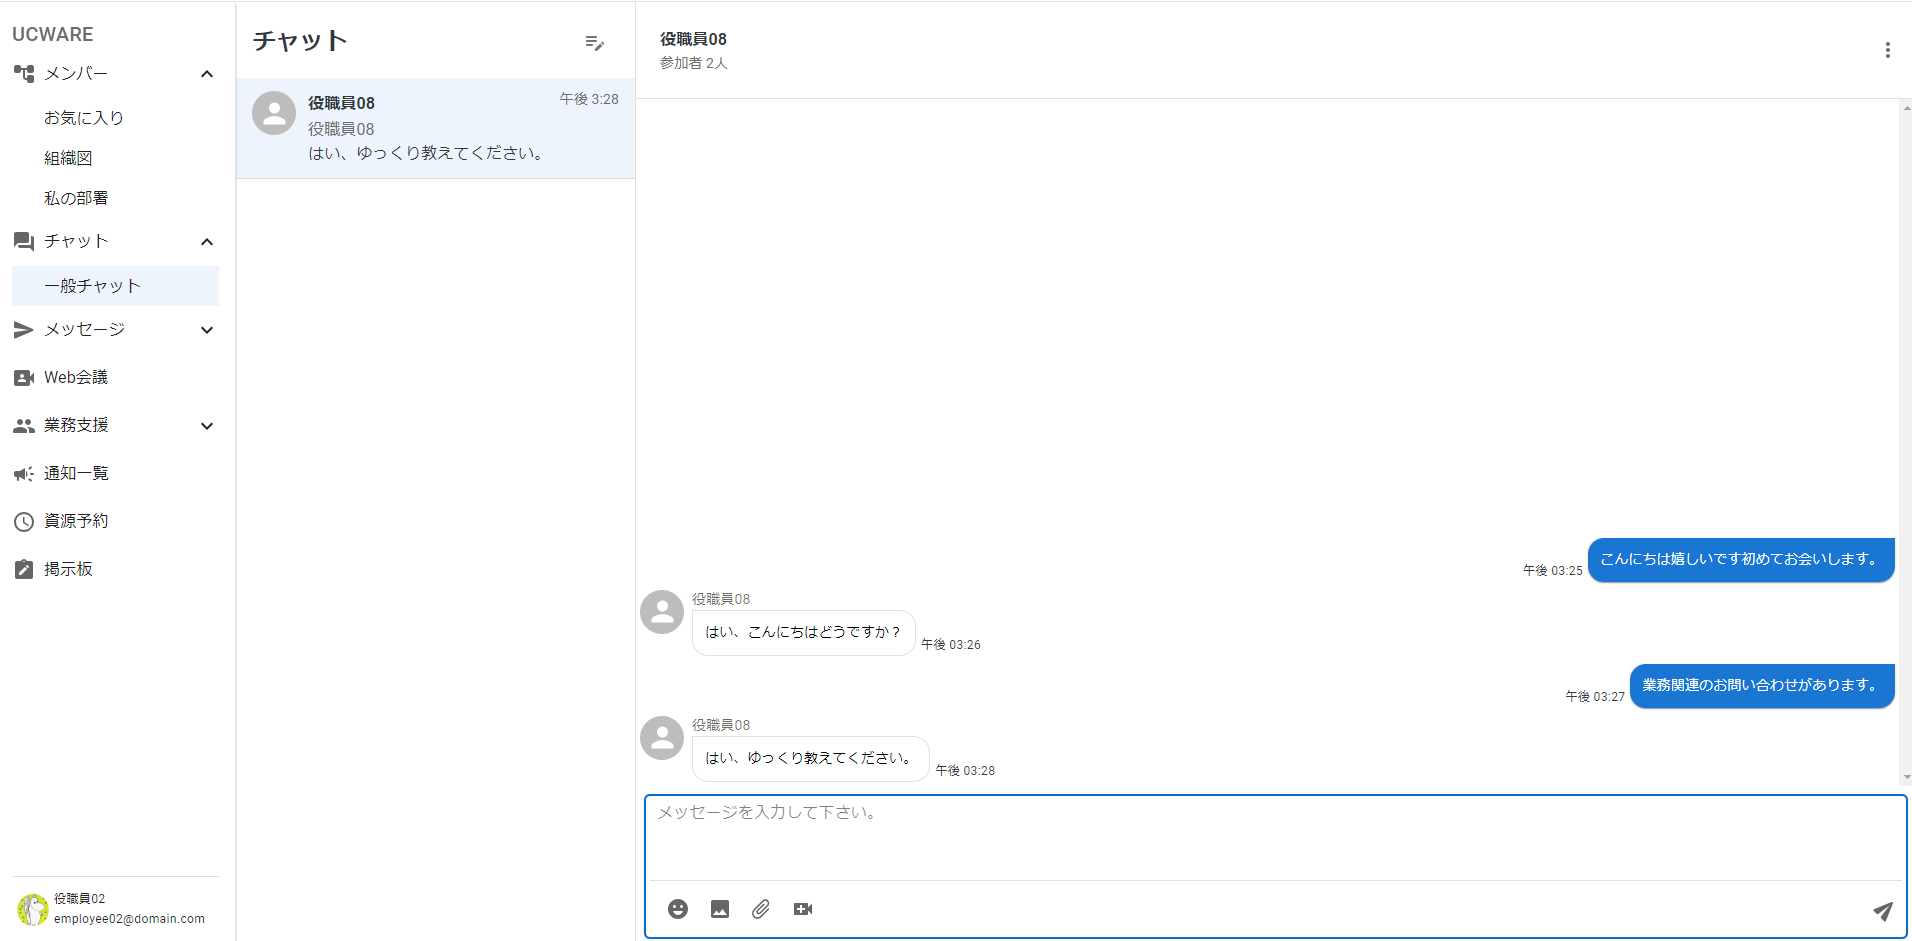 UCWARE
メンバー
お気に入り
組織図
私の部署
チャット
一般チャット
メッセージ
Web会議
業務支援
通知一覧
資源予約
掲示板
役職員02
employee02@domain.com
チャット
役職員08
午後 3:28
役職員08
はい、ゆっくり教えてください。
役職員08
参加者 2人
午後 03:25
こんにちは嬉しいです初めてお会いします。
役職員08
はい、こんにちはどうですか？
午後 03:26
午後 03:27
業務関連のお問い合わせがあります。
役職員08
はい、ゆっくり教えてください。
午後 03:28
メッセージを入力して下さい。